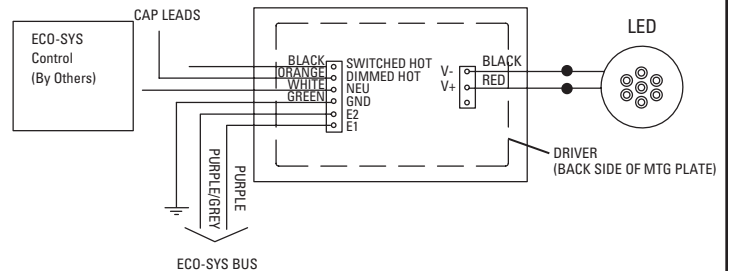 CAP LEADS
ECO-SYS
Control
(By Others)
BLACK
ORANGE
WHITE
GREEN
SWITCHED HOT
DIMMED HOT
NEU
GND
E2
E1
V-
V+
BLACK
RED
LED
DRIVER
(BACK SIDE OF MTG PLATE)
PURPLE/GREY
PURPLE
ECO-SYS BUS